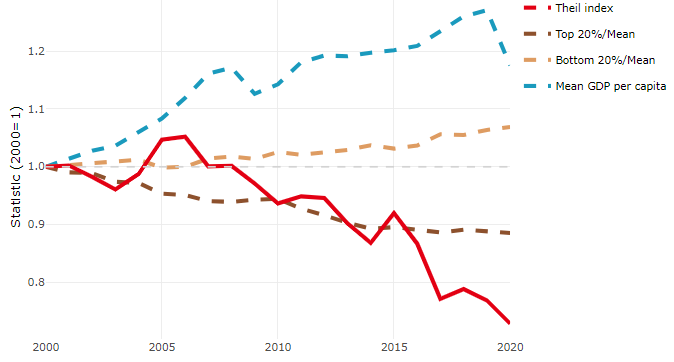 Theil index
Top 20%/Mean
Bottom 20%/Mean
Mean GDP per capita
Statistic (2000=1)
1.2
1.1
1.0
0.9
0.8
2000
2005
2010
2015
2020